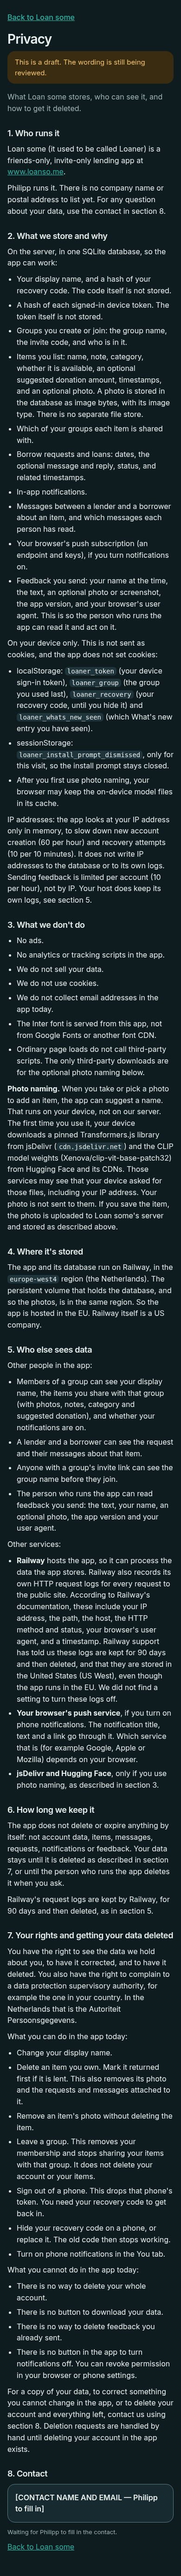 Back to Loan some
Privacy
This is a draft. The wording is still being
reviewed.
What Loan some stores, who can see it, and
how to get it deleted.
1. Who runs it
Loan some (it used to be called Loaner) is a
friends-only, invite-only lending app at
www.loanso.me.
Philipp runs it. There is no company name or
postal address to list yet. For any question
about your data, use the contact in section 8.
2. What we store and why
On the server, in one SQLite database, so the
app can work:
• Your display name, and a hash of your
recovery code. The code itself is not stored.
• A hash of each signed-in device token. The
token itself is not stored.
• Groups you create or join: the group name,
the invite code, and who is in it.
• Items you list: name, note, category,
whether it is available, an optional
suggested donation amount, timestamps,
and an optional photo. A photo is stored in
the database as image bytes, with its image
type. There is no separate file store.
• Which of your groups each item is shared
with.
• Borrow requests and loans: dates, the
optional message and reply, status, and
related timestamps.
• In-app notifications.
• Messages between a lender and a borrower
about an item, and which messages each
person has read.
• Your browser's push subscription (an
endpoint and keys), if you turn notifications
on.
• Feedback you send: your name at the time,
the text, an optional photo or screenshot,
the app version, and your browser's user
agent. This is so the person who runs the
app can read it and act on it.
On your device only. This is not sent as
cookies, and the app does not set cookies:
• localStorage: loaner_token (your device
sign-in token), loaner_group (the group
you used last), loaner_recovery (your
recovery code, until you hide it) and
loaner_whats_new_seen (which What's new
entry you have seen).
• sessionStorage:
loaner_install_prompt_dismissed, only for
this visit, so the install prompt stays closed.
• After you first use photo naming, your
browser may keep the on-device model files
in its cache.
IP addresses: the app looks at your IP address
only in memory, to slow down new account
creation (60 per hour) and recovery attempts
(10 per 10 minutes). It does not write IP
addresses to the database or to its own logs.
Sending feedback is limited per account (10
per hour), not by IP. Your host does keep its
own logs, see section 5.
3. What we don't do
• No ads.
• No analytics or tracking scripts in the app.
• We do not sell your data.
• We do not use cookies.
• We do not collect email addresses in the
app today.
• The Inter font is served from this app, not
from Google Fonts or another font CDN.
• Ordinary page loads do not call third-party
scripts. The only third-party downloads are
for the optional photo naming below.
Photo naming. When you take or pick a photo
to add an item, the app can suggest a name.
That runs on your device, not on our server.
The first time you use it, your device
downloads a pinned Transformers.js library
from jsDelivr (cdn.jsdelivr.net) and the CLIP
model weights (Xenova/clip-vit-base-patch32)
from Hugging Face and its CDNs. Those
services may see that your device asked for
those files, including your IP address. Your
photo is not sent to them. If you save the item,
the photo is uploaded to Loan some's server
and stored as described above.
4. Where it's stored
The app and its database run on Railway, in the
europe-west4 region (the Netherlands). The
persistent volume that holds the database, and
so the photos, is in the same region. So the
app is hosted in the EU. Railway itself is a US
company.
5. Who else sees data
Other people in the app:
• Members of a group can see your display
name, the items you share with that group
(with photos, notes, category and
suggested donation), and whether your
notifications are on.
• A lender and a borrower can see the request
and their messages about that item.
• Anyone with a group's invite link can see the
group name before they join.
• The person who runs the app can read
feedback you send: the text, your name, an
optional photo, the app version and your
user agent.
Other services:
• Railway hosts the app, so it can process the
data the app stores. Railway also records its
own HTTP request logs for every request to
the public site. According to Railway's
documentation, these include your IP
address, the path, the host, the HTTP
method and status, your browser's user
agent, and a timestamp. Railway support
has told us these logs are kept for 90 days
and then deleted, and that they are stored in
the United States (US West), even though
the app runs in the EU. We did not find a
setting to turn these logs off.
• Your browser's push service, if you turn on
phone notifications. The notification title,
text and a link go through it. Which service
that is (for example Google, Apple or
Mozilla) depends on your browser.
• jsDelivr and Hugging Face, only if you use
photo naming, as described in section 3.
6. How long we keep it
The app does not delete or expire anything by
itself: not account data, items, messages,
requests, notifications or feedback. Your data
stays until it is deleted as described in section
7, or until the person who runs the app deletes
it when you ask.
Railway's request logs are kept by Railway, for
90 days and then deleted, as in section 5.
7. Your rights and getting your data deleted
You have the right to see the data we hold
about you, to have it corrected, and to have it
deleted. You also have the right to complain to
a data protection supervisory authority, for
example the one in your country. In the
Netherlands that is the Autoriteit
Persoonsgegevens.
What you can do in the app today:
• Change your display name.
• Delete an item you own. Mark it returned
first if it is lent. This also removes its photo
and the requests and messages attached to
it.
• Remove an item's photo without deleting the
item.
• Leave a group. This removes your
membership and stops sharing your items
with that group. It does not delete your
account or your items.
• Sign out of a phone. This drops that phone's
token. You need your recovery code to get
back in.
• Hide your recovery code on a phone, or
replace it. The old code then stops working.
• Turn on phone notifications in the You tab.
What you cannot do in the app today:
• There is no way to delete your whole
account.
• There is no button to download your data.
• There is no way to delete feedback you
already sent.
• There is no button in the app to turn
notifications off. You can revoke permission
in your browser or phone settings.
For a copy of your data, to correct something
you cannot change in the app, or to delete your
account and everything left, contact us using
section 8. Deletion requests are handled by
hand until deleting your account in the app
exists.
8. Contact
[CONTACT NAME AND EMAIL — Philipp
to fill in]
Waiting for Philipp to fill in the contact.
Back to Loan some